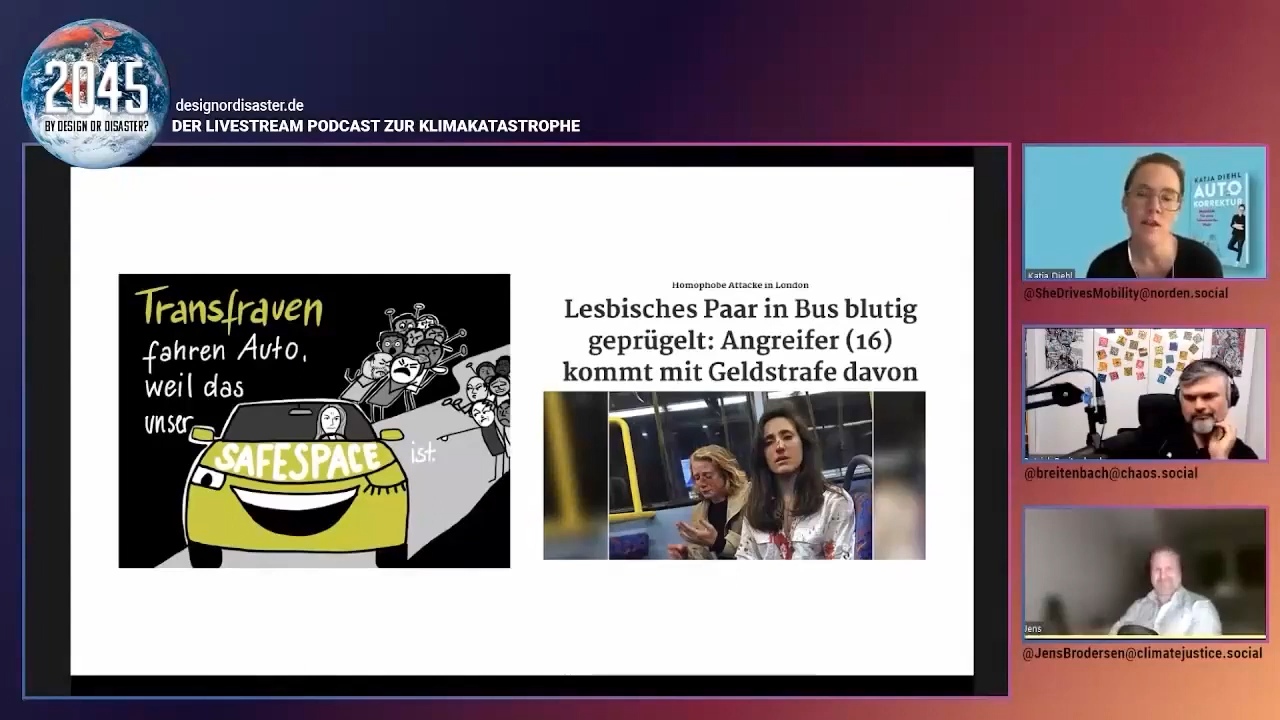 2045
BY DESIGN OR DISASTER?
designordisaster.de
DER LIVESTREAM PODCAST ZUR KLIMAKATASTROPHE
Transfrauen
fahren Auto,
weil das
unser
SAFESPACE ist.
Homophobe Attacke in London
Lesbisches Paar in Bus blutig
geprügelt: Angreifer (16)
kommt mit Geldstrafe davon
KATJA DIEHL
AUTO
KORREKTUR
Katja Diehl
@SheDrivesMobility@norden.social
@breitenbach@chaos.social
Jens
@JensBrodersen@climatejustice.social